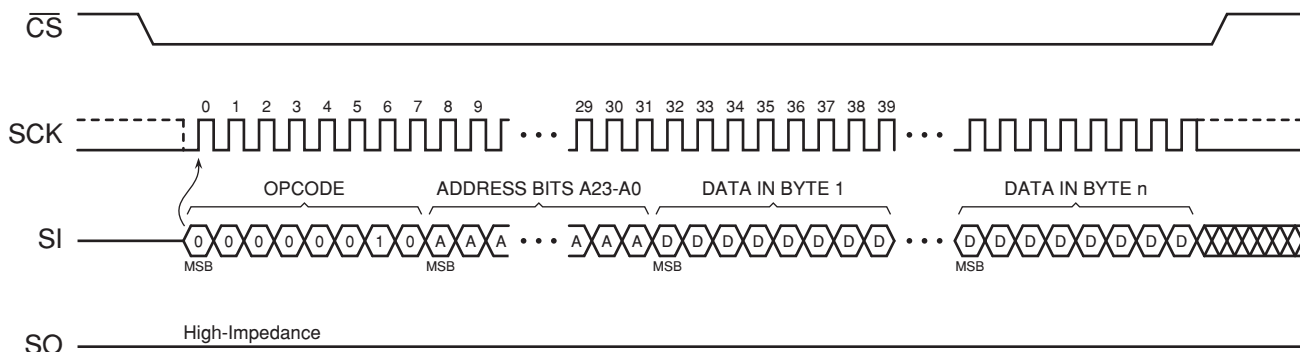 CS
0 1 2 3 4 5 6 7 8 9 29 30 31 32 33 34 35 36 37 38 39
SCK
OPCODE ADDRESS BITS A23-A0 DATA IN BYTE 1 DATA IN BYTE n
SI 0 0 0 0 0 0 1 0 A A A A A A D D D D D D D D D D D D D D D D
MSB MSB MSB MSB
High-Impedance
SO